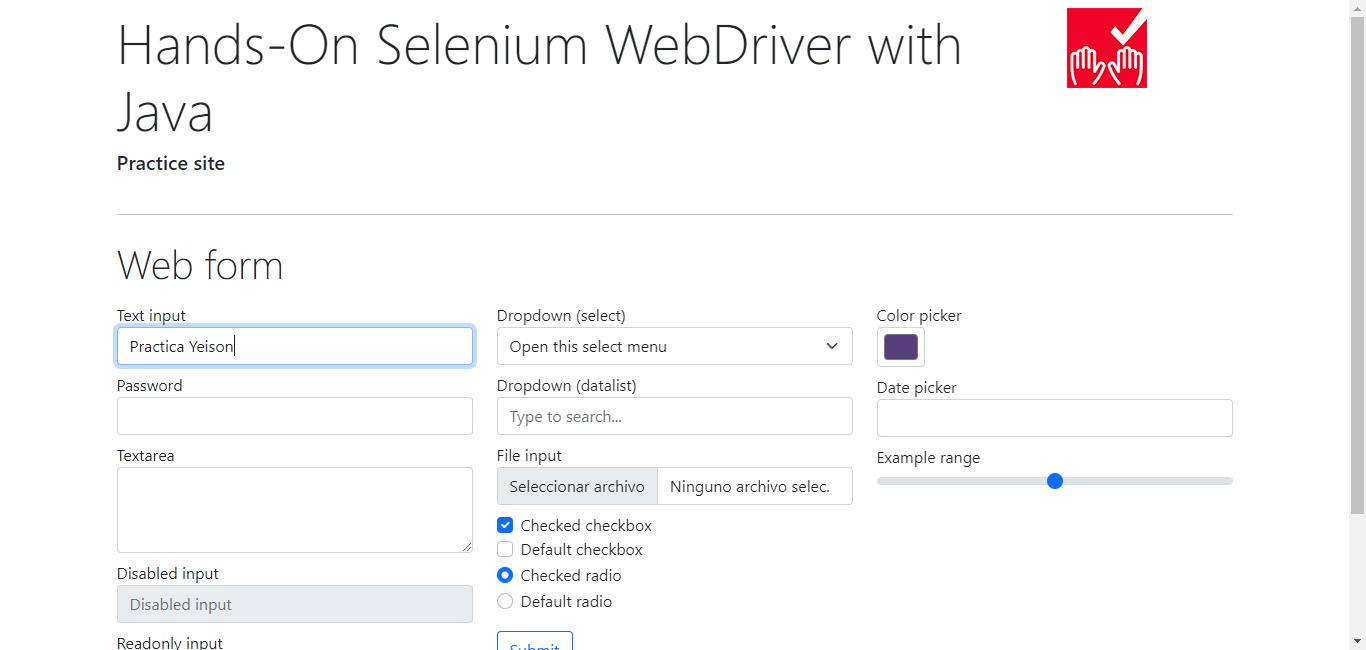 Hands-On Selenium WebDriver with
Java
Practice site
Web form
Text input
Practica Yeison
Password
Textarea
Disabled input
Disabled input
Readonly input
Dropdown (select)
Open this select menu
Dropdown (datalist)
Type to search...
File input
Seleccionar archivo Ninguno archivo selec.
Checked checkbox
Default checkbox
Checked radio
Default radio
Submit
Color picker
Date picker
Example range